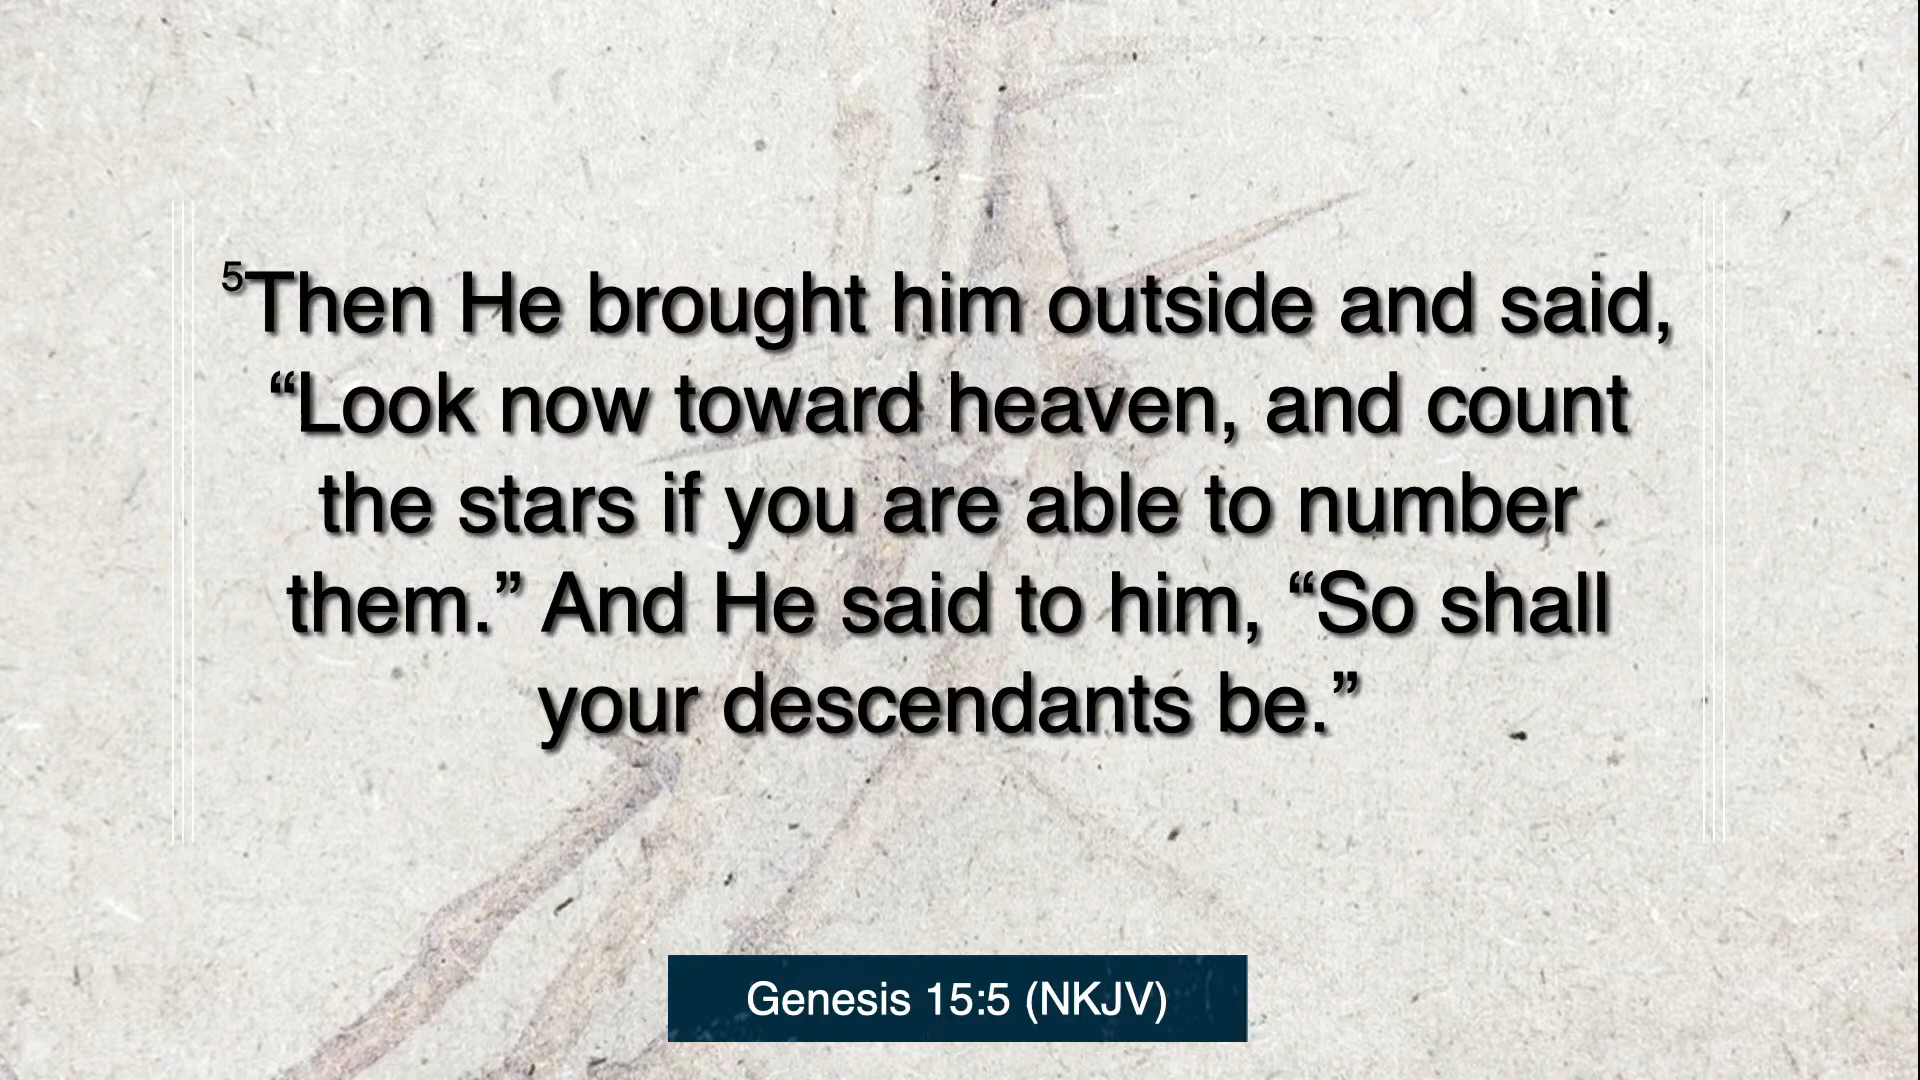 ⁵Then He brought him outside and said,
“Look now toward heaven, and count
the stars if you are able to number
them.” And He said to him, “So shall
your descendants be.”
Genesis 15:5 (NKJV)